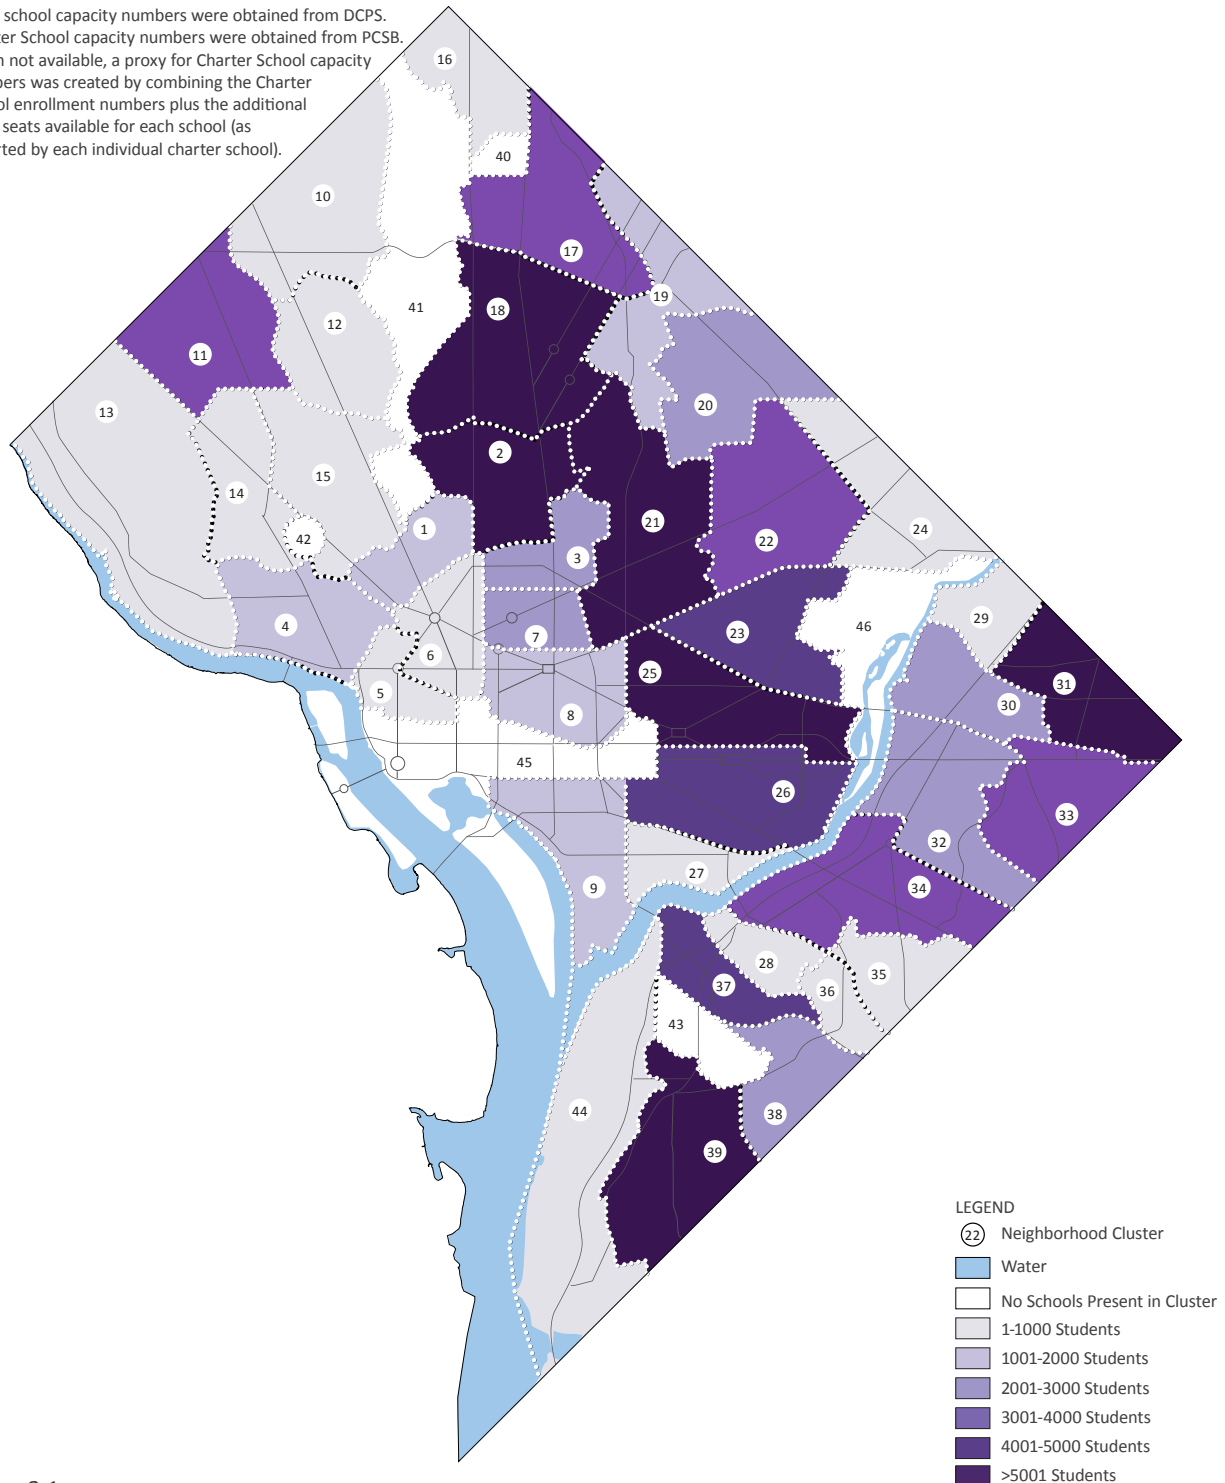 school capacity numbers were obtained from DCPS.
ter School capacity numbers were obtained from PCSB.
n not available, a proxy for Charter School capacity
bers was created by combining the Charter
ol enrollment numbers plus the additional
seats available for each school (as
rted by each individual charter school).
16
40
10
17
19
41
18
12
11
20
13
2
15
14
21
1
24
42
22
3
29
4
23
46
7
6
25
31
5
30
8
45
26
33
32
27
9
34
28
35
37
36
43
44
38
39
LEGEND
22 Neighborhood Cluster
Water
No Schools Present in Cluster
1-1000 Students
1001-2000 Students
2001-3000 Students
3001-4000 Students
4001-5000 Students
>5001 Students